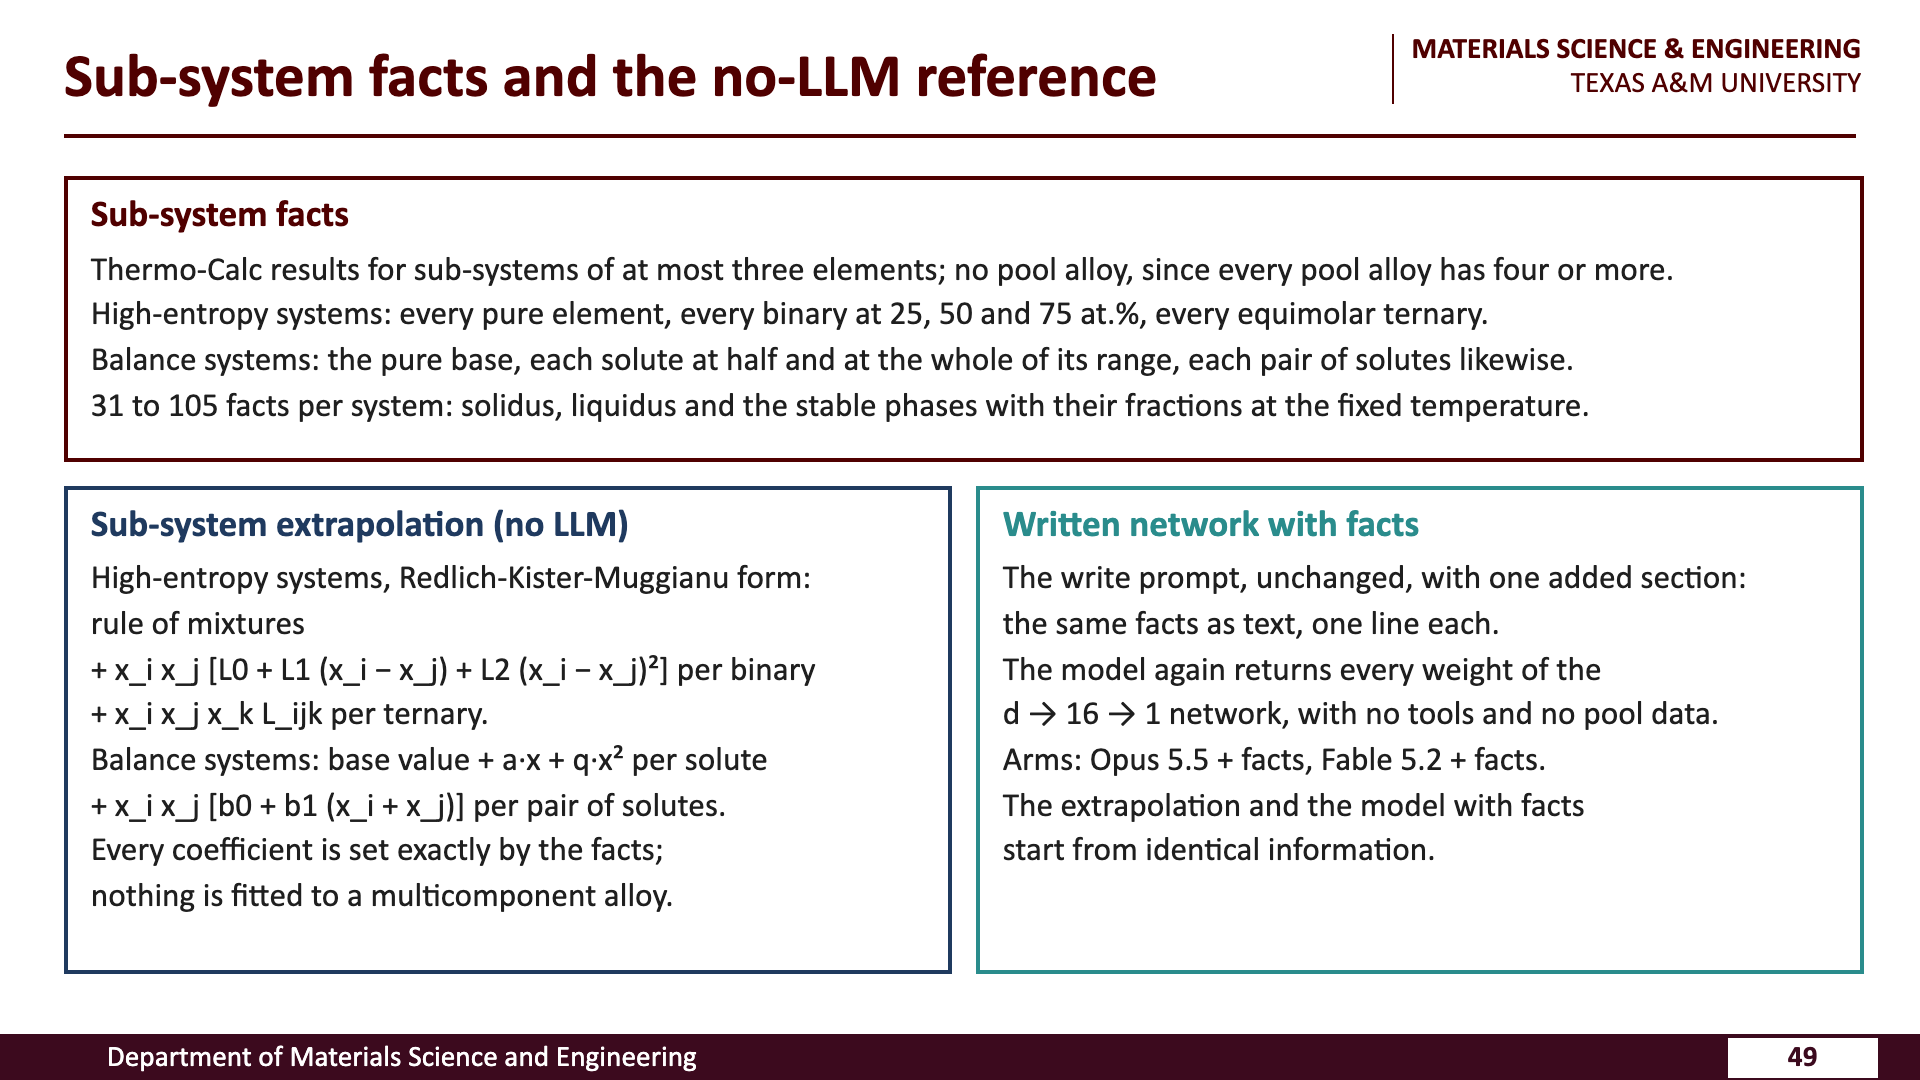 Sub-system facts and the no-LLM reference
MATERIALS SCIENCE & ENGINEERING
TEXAS A&M UNIVERSITY
Sub-system facts
Thermo-Calc results for sub-systems of at most three elements; no pool alloy, since every pool alloy has four or more.
High-entropy systems: every pure element, every binary at 25, 50 and 75 at.%, every equimolar ternary.
Balance systems: the pure base, each solute at half and at the whole of its range, each pair of solutes likewise.
31 to 105 facts per system: solidus, liquidus and the stable phases with their fractions at the fixed temperature.
Sub-system extrapolation (no LLM)
High-entropy systems, Redlich-Kister-Muggianu form:
rule of mixtures
+ x_i x_j [L0 + L1 (x_i − x_j) + L2 (x_i − x_j)²] per binary
+ x_i x_j x_k L_ijk per ternary.
Balance systems: base value + a·x + q·x² per solute
+ x_i x_j [b0 + b1 (x_i + x_j)] per pair of solutes.
Every coefficient is set exactly by the facts;
nothing is fitted to a multicomponent alloy.
Written network with facts
The write prompt, unchanged, with one added section:
the same facts as text, one line each.
The model again returns every weight of the
d → 16 → 1 network, with no tools and no pool data.
Arms: Opus 5.5 + facts, Fable 5.2 + facts.
The extrapolation and the model with facts
start from identical information.
Department of Materials Science and Engineering
49